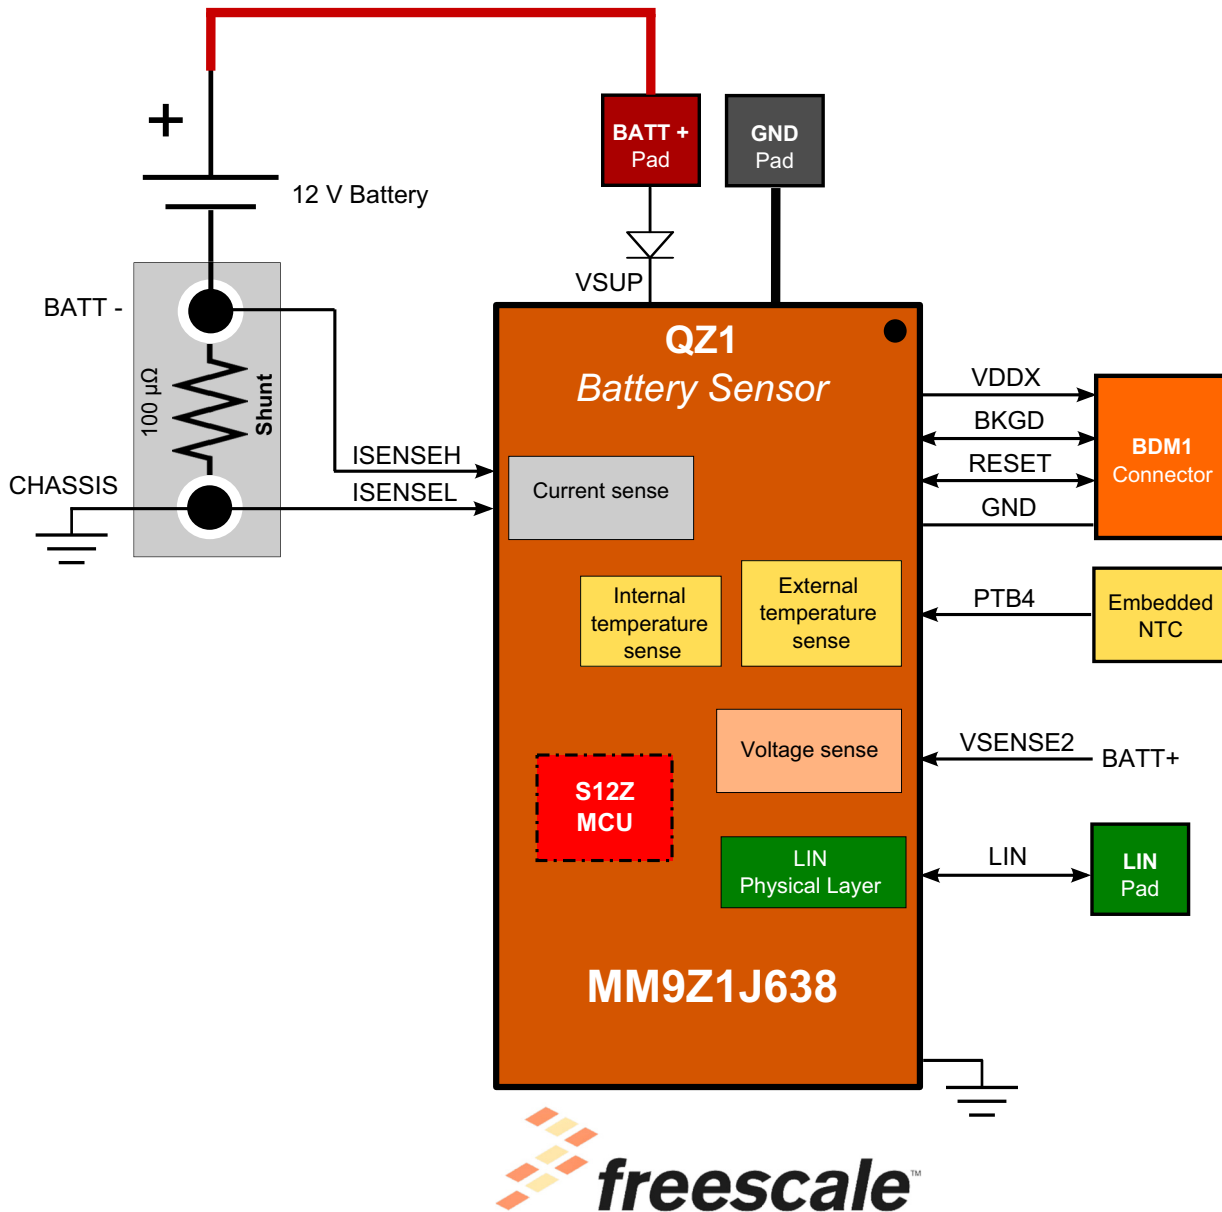 +
BATT +
Pad
GND
Pad
12 V Battery
VSUP
BATT -
100 µΩ
Shunt
CHASSIS
ISENSEH
ISENSEL
QZ1
Battery Sensor
Current sense
Internal
temperature
sense
External
temperature
sense
Voltage sense
S12Z
MCU
LIN
Physical Layer
MM9Z1J638
VDDX
BKGD
RESET
GND
BDM1
Connector
PTB4
Embedded
NTC
VSENSE2
BATT+
LIN
LIN
Pad
freescale™